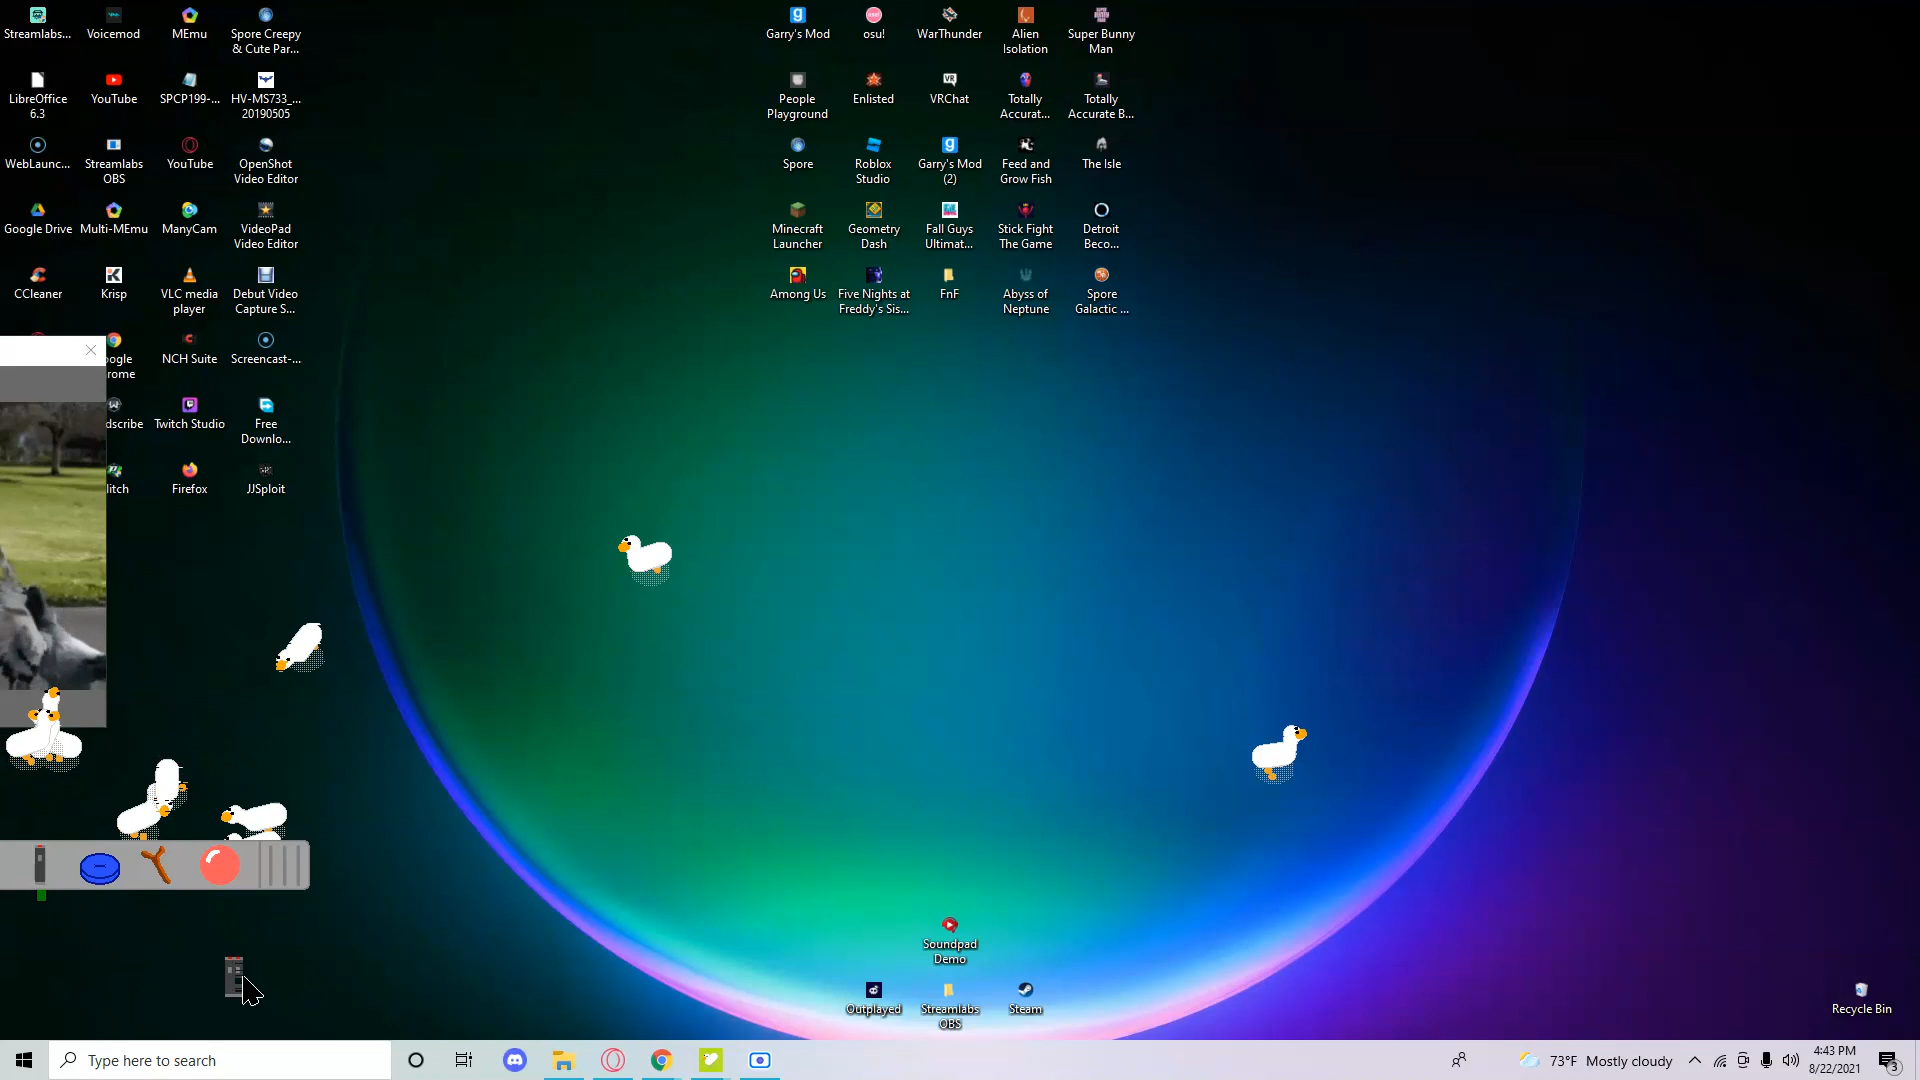 Streamlabs...
Voicemod
MEmu
Spore Creepy
& Cute Par...
Garry's Mod
osu!
WarThunder
Alien
Isolation
Super Bunny
Man
LibreOffice
6.3
YouTube
SPCP199-...
HV-MS733_...
20190505
People
Playground
Enlisted
VRChat
Totally
Accurat...
Totally
Accurate B...
WebLaunc...
Streamlabs
OBS
YouTube
OpenShot
Video Editor
Spore
Roblox
Studio
Garry's Mod
(2)
Feed and
Grow Fish
The Isle
Google Drive
Multi-MEmu
ManyCam
VideoPad
Video Editor
Minecraft
Launcher
Geometry
Dash
Fall Guys
Ultimat...
Stick Fight
The Game
Detroit
Beco...
CCleaner
Krisp
VLC media
player
Debut Video
Capture S...
Among Us
Five Nights at
Freddy's Sis...
FnF
Abyss of
Neptune
Spore
Galactic ...
oogle
rome
NCH Suite
Screencast-...
dscribe
Twitch Studio
Free
Downlo...
litch
Firefox
JJSploit
Soundpad
Demo
Outplayed
Streamlabs
OBS
Steam
Recycle Bin
Type here to search
73°F Mostly cloudy
4:43 PM
8/22/2021
3